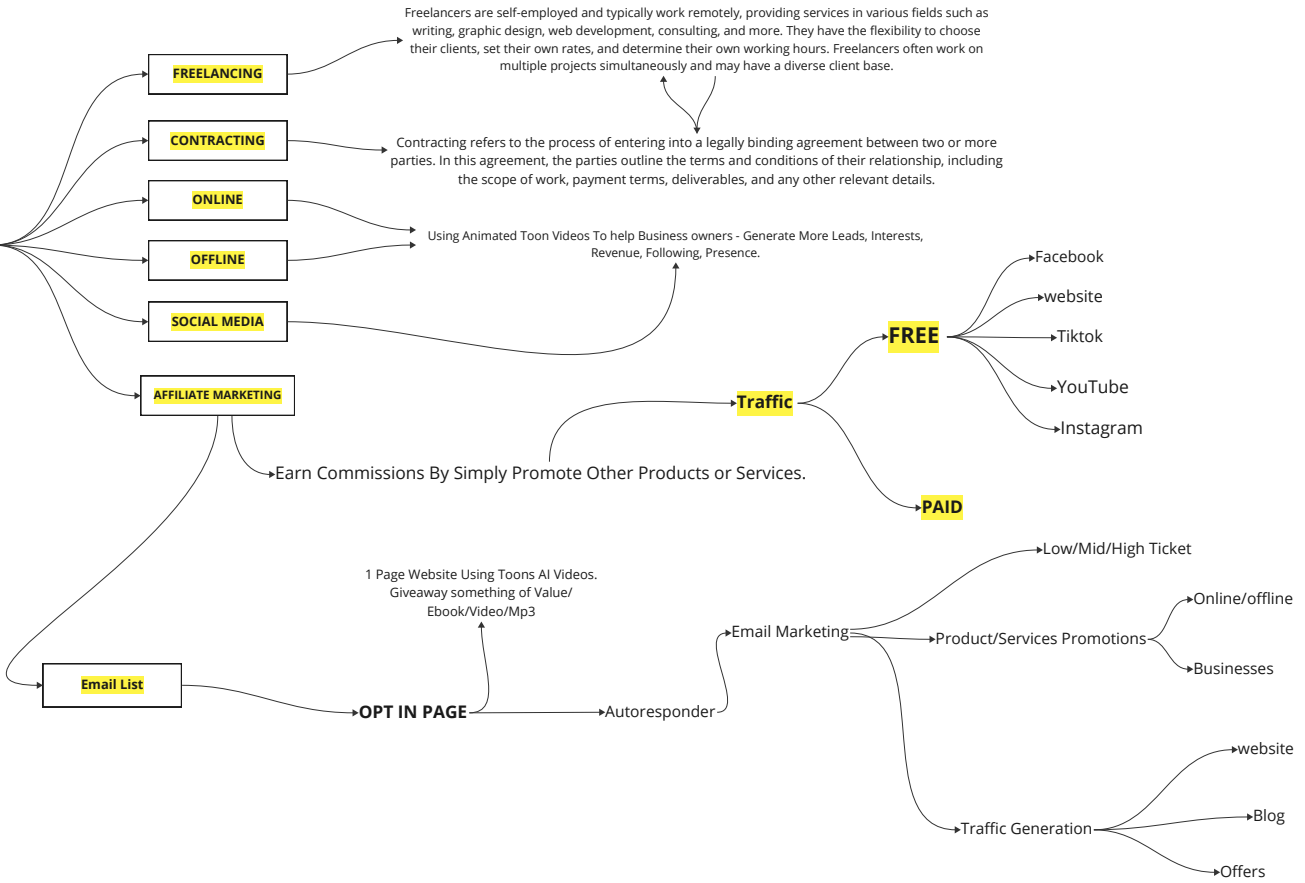 Freelancers are self-employed and typically work remotely, providing services in various fields such as
writing, graphic design, web development, consulting, and more. They have the flexibility to choose
their clients, set their own rates, and determine their own working hours. Freelancers often work on
multiple projects simultaneously and may have a diverse client base.
FREELANCING
CONTRACTING
Contracting refers to the process of entering into a legally binding agreement between two or more
parties. In this agreement, the parties outline the terms and conditions of their relationship, including
the scope of work, payment terms, deliverables, and any other relevant details.
ONLINE
OFFLINE
Using Animated Toon Videos To help Business owners - Generate More Leads, Interests,
Revenue, Following, Presence.
SOCIAL MEDIA
AFFILIATE MARKETING
Earn Commissions By Simply Promote Other Products or Services.
Traffic
FREE
Facebook
website
Tiktok
YouTube
Instagram
PAID
Email List
OPT IN PAGE
1 Page Website Using Toons AI Videos.
Giveaway something of Value/
Ebook/Video/Mp3
Autoresponder
Email Marketing
Low/Mid/High Ticket
Product/Services Promotions
Online/offline
Businesses
Traffic Generation
website
Blog
Offers